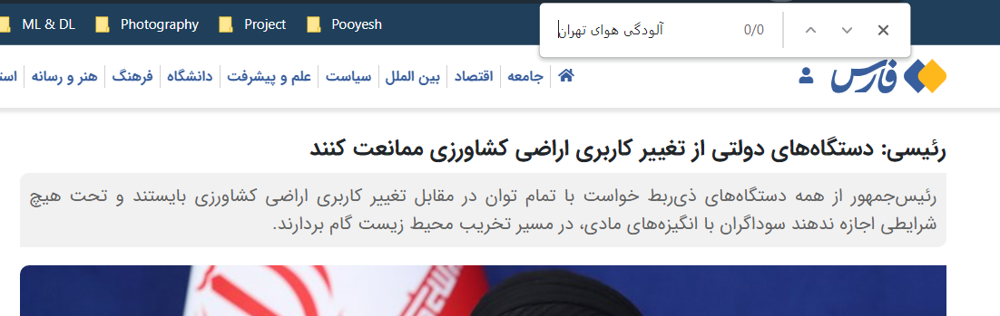 ML & DL Photography Project Pooyesh
آلودگی هوای تهران 0/0
فارس
جامعه اقتصاد بین الملل سیاست علم و پیشرفت دانشگاه فرهنگ هنر و رسانه است
رئیسی: دستگاه‌های دولتی از تغییر کاربری اراضی کشاورزی ممانعت کنند
رئیس‌جمهور از همه دستگاه‌های ذی‌ربط خواست با تمام توان در مقابل تغییر کاربری اراضی کشاورزی بایستند و تحت هیچ
شرایطی اجازه ندهند سوداگران با انگیزه‌های مادی، در مسیر تخریب محیط زیست گام بردارند.